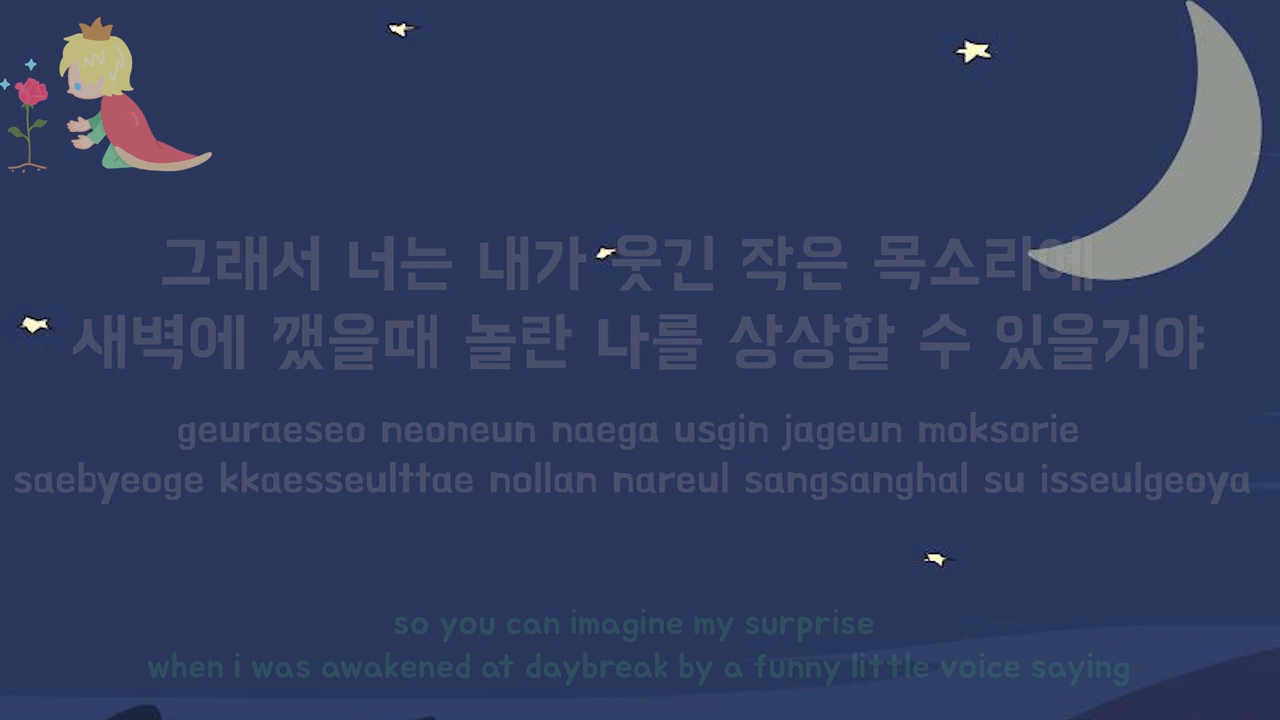 그래서 너는 내가 웃긴 작은 목소리에
새벽에 깼을때 놀란 나를 상상할 수 있을거야
geuraeseo neoneun naega usgin jageun moksorie
saebyeoge kkaesseulttae nollan nareul sangsanghal su isseulgeoya
so you can imagine my surprise
when i was awakened at daybreak by a funny little voice saying